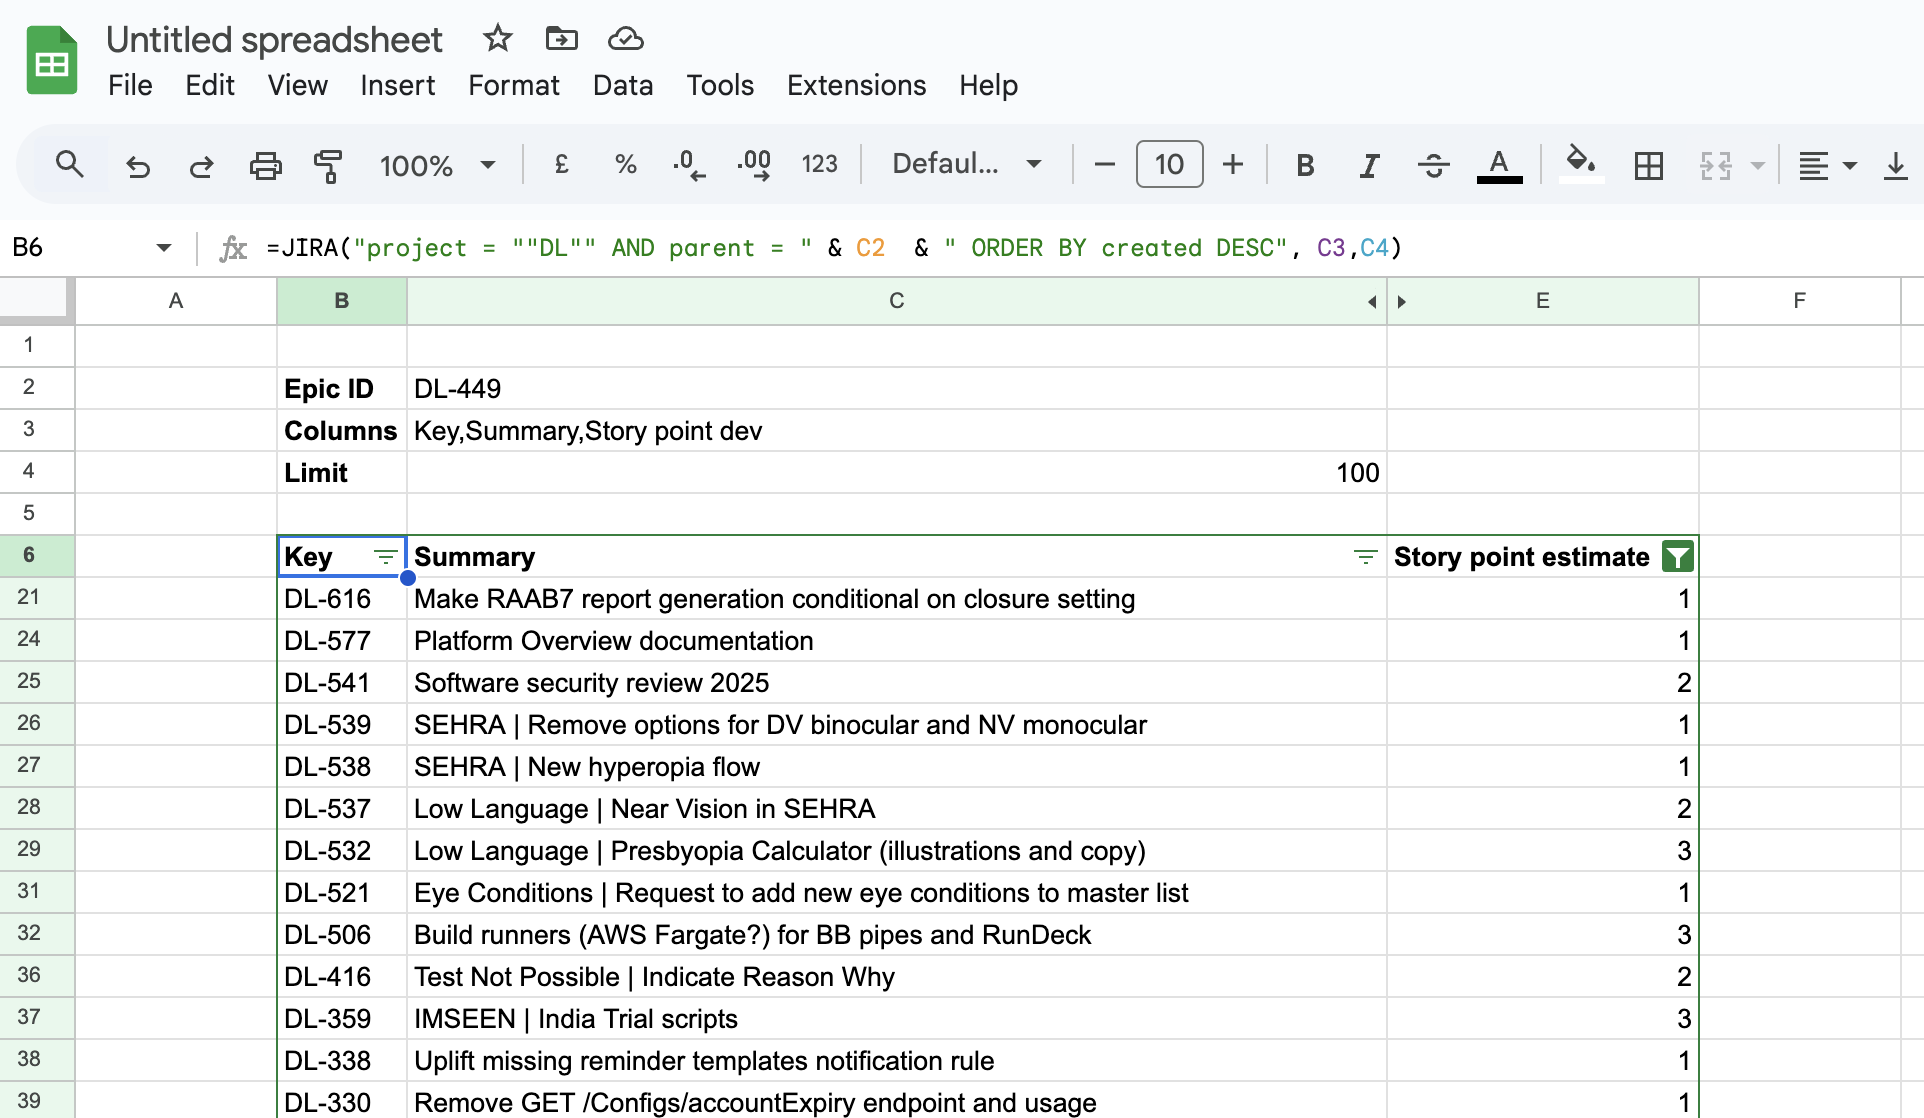 Untitled spreadsheet
File Edit View Insert Format Data Tools Extensions Help
100% £ % .0 .00 123 Defaul... 10 B I S A
B6 fx =JIRA("project = ""DL"" AND parent = " & C2 & " ORDER BY created DESC", C3,C4)
A B C E F
1
2 Epic ID DL-449
3 Columns Key,Summary,Story point dev
4 Limit 100
5
6 Key Summary Story point estimate
21 DL-616 Make RAAB7 report generation conditional on closure setting 1
24 DL-577 Platform Overview documentation 1
25 DL-541 Software security review 2025 2
26 DL-539 SEHRA | Remove options for DV binocular and NV monocular 1
27 DL-538 SEHRA | New hyperopia flow 1
28 DL-537 Low Language | Near Vision in SEHRA 2
29 DL-532 Low Language | Presbyopia Calculator (illustrations and copy) 3
31 DL-521 Eye Conditions | Request to add new eye conditions to master list 1
32 DL-506 Build runners (AWS Fargate?) for BB pipes and RunDeck 3
36 DL-416 Test Not Possible | Indicate Reason Why 2
37 DL-359 IMSEEN | India Trial scripts 3
38 DL-338 Uplift missing reminder templates notification rule 1
39 DL-330 Remove GET /Configs/accountExpiry endpoint and usage 1